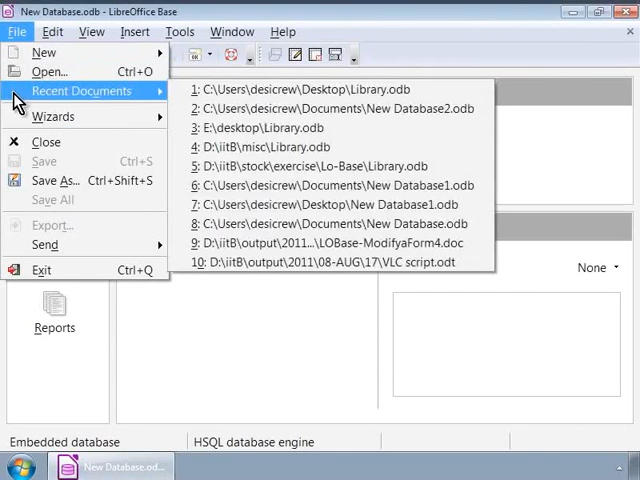 New Database.odb - LibreOffice Base
File Edit View Insert Tools Window Help
New
Open... Ctrl+O
Recent Documents
Wizards
Close
Save Ctrl+S
Save As... Ctrl+Shift+S
Save All
Export...
Send
Exit Ctrl+Q
1: C:\Users\desicrew\Desktop\Library.odb
2: C:\Users\desicrew\Documents\New Database2.odb
3: E:\desktop\Library.odb
4: D:\iitB\misc\Library.odb
5: D:\iitB\stock\exercise\Lo-Base\Library.odb
6: C:\Users\desicrew\Documents\New Database1.odb
7: C:\Users\desicrew\Desktop\New Database1.odb
8: C:\Users\desicrew\Documents\New Database.odb
9: D:\iitB\output\2011...\LOBase-ModifyaForm4.doc
10: D:\iitB\output\2011\08-AUG\17\VLC script.odt
None
Reports
Embedded database
HSQL database engine
New Database.od...